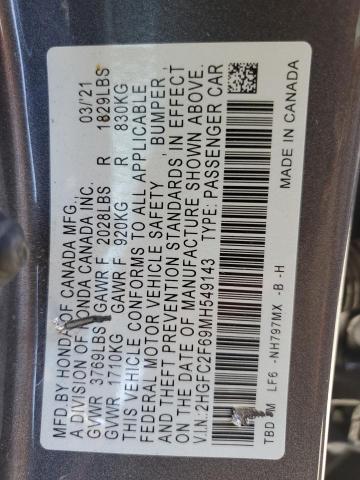 MFD.BY HONDA OF CANADA MFG., 03/'21
A DIVISION OF HONDA CANADA INC.
GVWR 3769LBS GAWR F 2028LBS R 1829LBS
GVWR 1710KG GAWR F 920KG R 830KG
THIS VEHICLE CONFORMS TO ALL APPLICABLE
FEDERAL MOTOR VEHICLE SAFETY , BUMPER ,
AND THEFT PREVENTION STANDARDS IN EFFECT
ON THE DATE OF MANUFACTURE SHOWN ABOVE.
V.I.N.:2HGFC2F69MH549143 TYPE: PASSENGER CAR
TBD M LF6 -NH797MX -B -H MADE IN CANADA